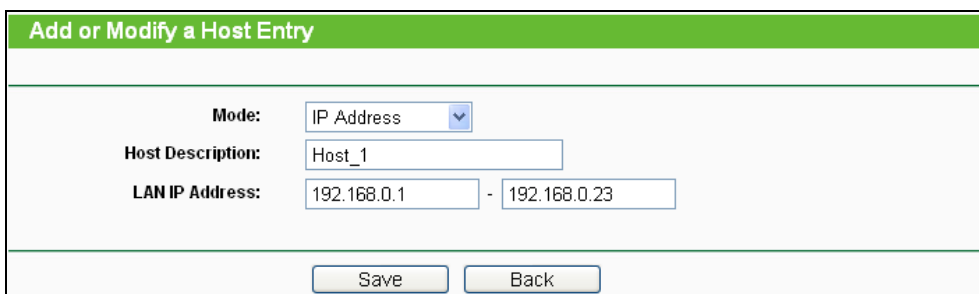 Add or Modify a Host Entry
Mode: IP Address
Host Description: Host_1
LAN IP Address: 192.168.0.1 - 192.168.0.23
Save Back